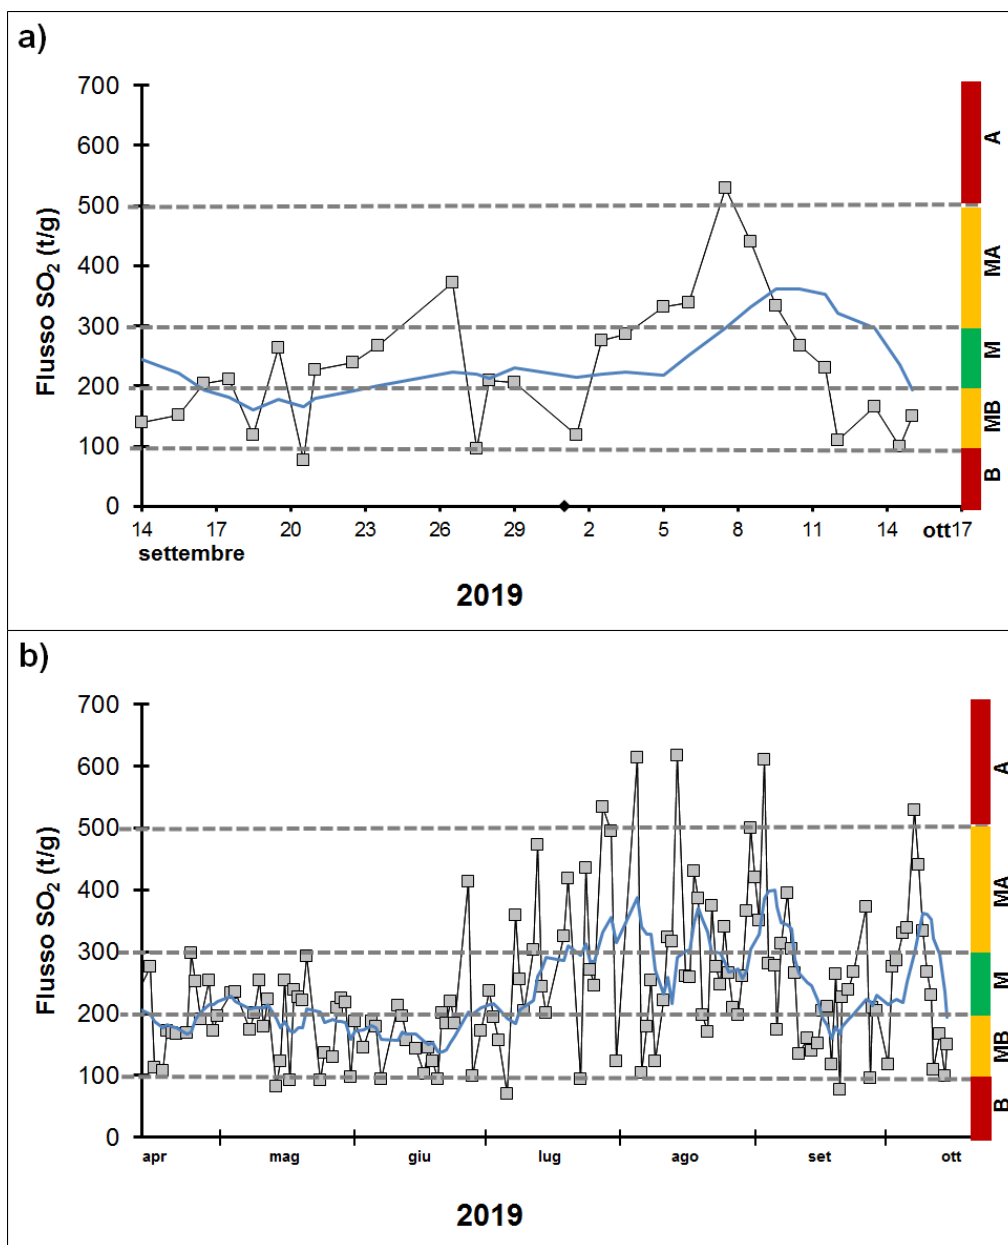 a)
Flusso SO₂ (t/g)
700
600
500
400
300
200
100
0
14 17 20 23 26 29 2 5 8 11 14 17
settembre ott
2019
A
MA
M
MB
B
b)
Flusso SO₂ (t/g)
700
600
500
400
300
200
100
0
apr mag giu lug ago set ott
2019
A
MA
M
MB
B